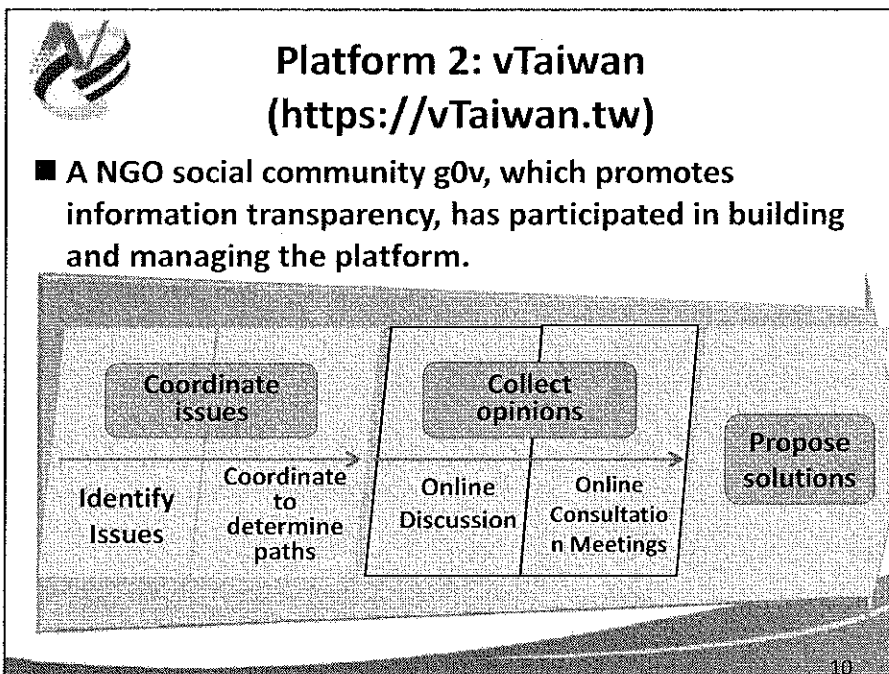 Platform 2: vTaiwan
(https://vTaiwan.tw)
■ A NGO social community g0v, which promotes
information transparency, has participated in building
and managing the platform.
Coordinate
issues
Collect
opinions
Propose
solutions
Identify
Issues
Coordinate
to
determine
paths
Online
Discussion
Online
Consultatio
n Meetings
10